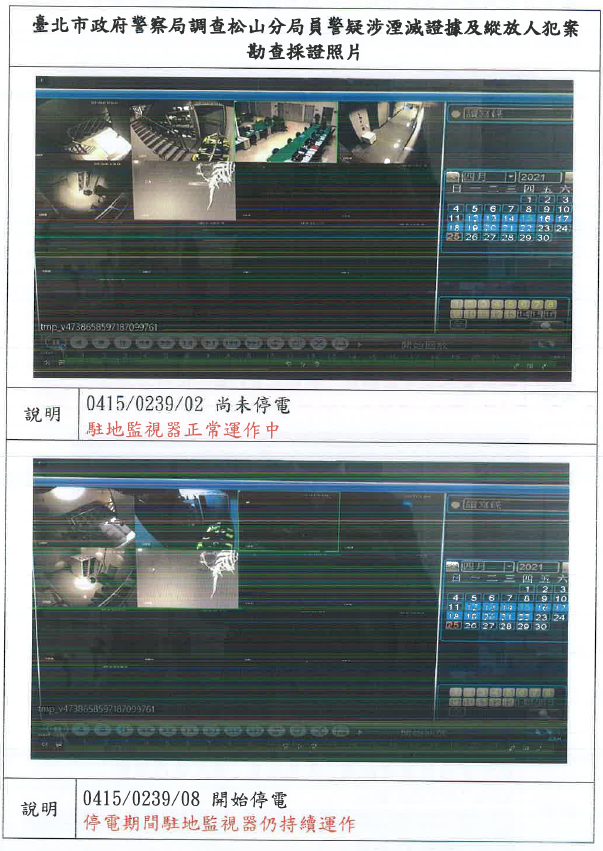 臺北市政府警察局調查松山分局員警疑涉湮滅證據及縱放人犯案
勘查採證照片
四月 2021
日 一 二 三 四 五 六
1 2 3
4 5 6 7 8 9 10
11 12 13 14 15 16 17
18 19 20 21 22 23 24
25 26 27 28 29 30
tmp_v4738658597187099761
說明
0415/0239/02 尚未停電
駐地監視器正常運作中
四月 2021
日 一 二 三 四 五 六
1 2 3
4 5 6 7 8 9 10
11 12 13 14 15 16 17
18 19 20 21 22 23 24
25 26 27 28 29 30
tmp_v4738658597187099761
說明
0415/0239/08 開始停電
停電期間駐地監視器仍持續運作